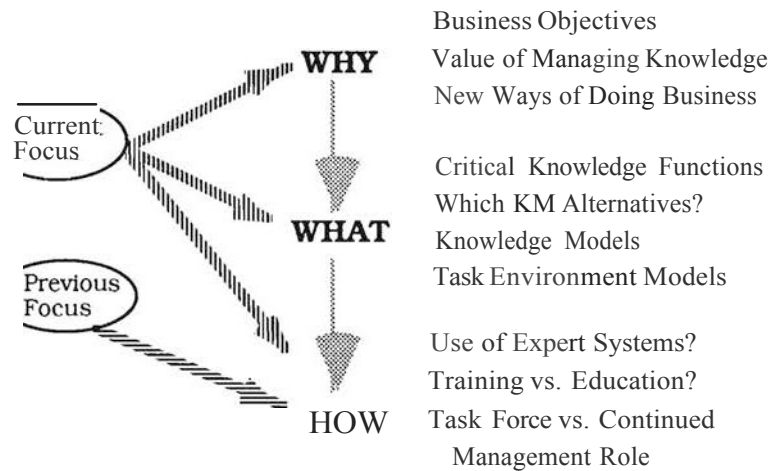 Business Objectives
WHY
Value of Managing Knowledge
New Ways of Doing Business
Current
Focus
Critical Knowledge Functions
Which KM Alternatives?
WHAT
Knowledge Models
Task Environment Models
Previous
Focus
Use of Expert Systems?
Training vs. Education?
HOW
Task Force vs. Continued
Management Role